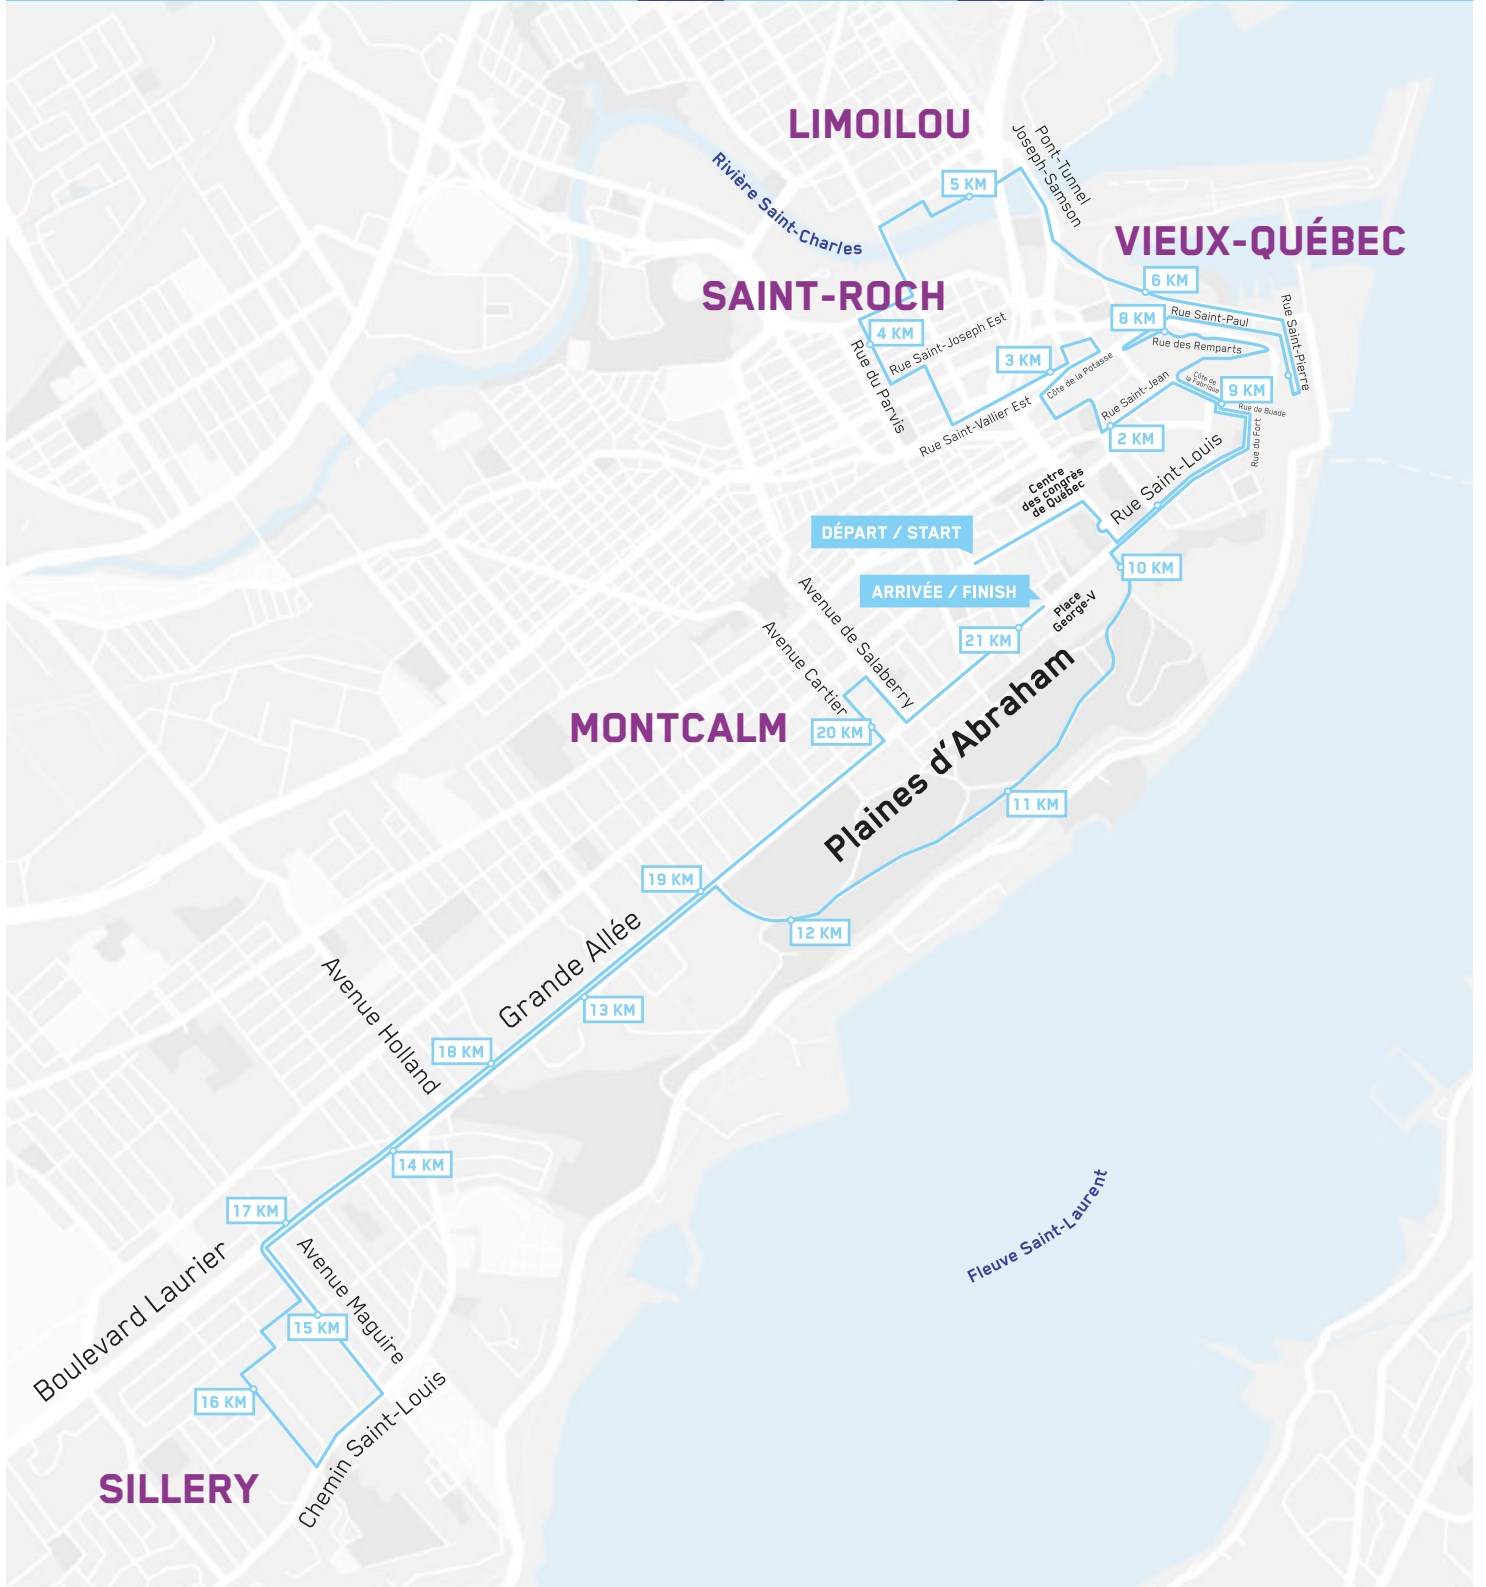 LIMOILOU
Pont-Tunnel
Joseph-Samson
Rivière Saint-Charles
5 KM
VIEUX-QUÉBEC
6 KM
SAINT-ROCH
8 KM
Rue Saint-Paul
Rue Saint-Pierre
4 KM
Rue Saint-Joseph Est
Rue des Remparts
3 KM
Côte de la Potasse
Rue du Parvis
Côte de
la Fabrique
9 KM
Rue Saint-Jean
Rue de Buade
Rue Saint-Vallier Est
2 KM
Rue du Fort
Rue Saint-Louis
Centre
des congrès
de Québec
DÉPART / START
10 KM
ARRIVÉE / FINISH
Place
George-V
21 KM
Avenue de Salaberry
Avenue Cartier
MONTCALM
20 KM
Plaines d'Abraham
11 KM
19 KM
12 KM
Grande Allée
13 KM
Avenue Holland
18 KM
14 KM
17 KM
Fleuve Saint-Laurent
Boulevard Laurier
Avenue Maguire
15 KM
16 KM
Chemin Saint-Louis
SILLERY